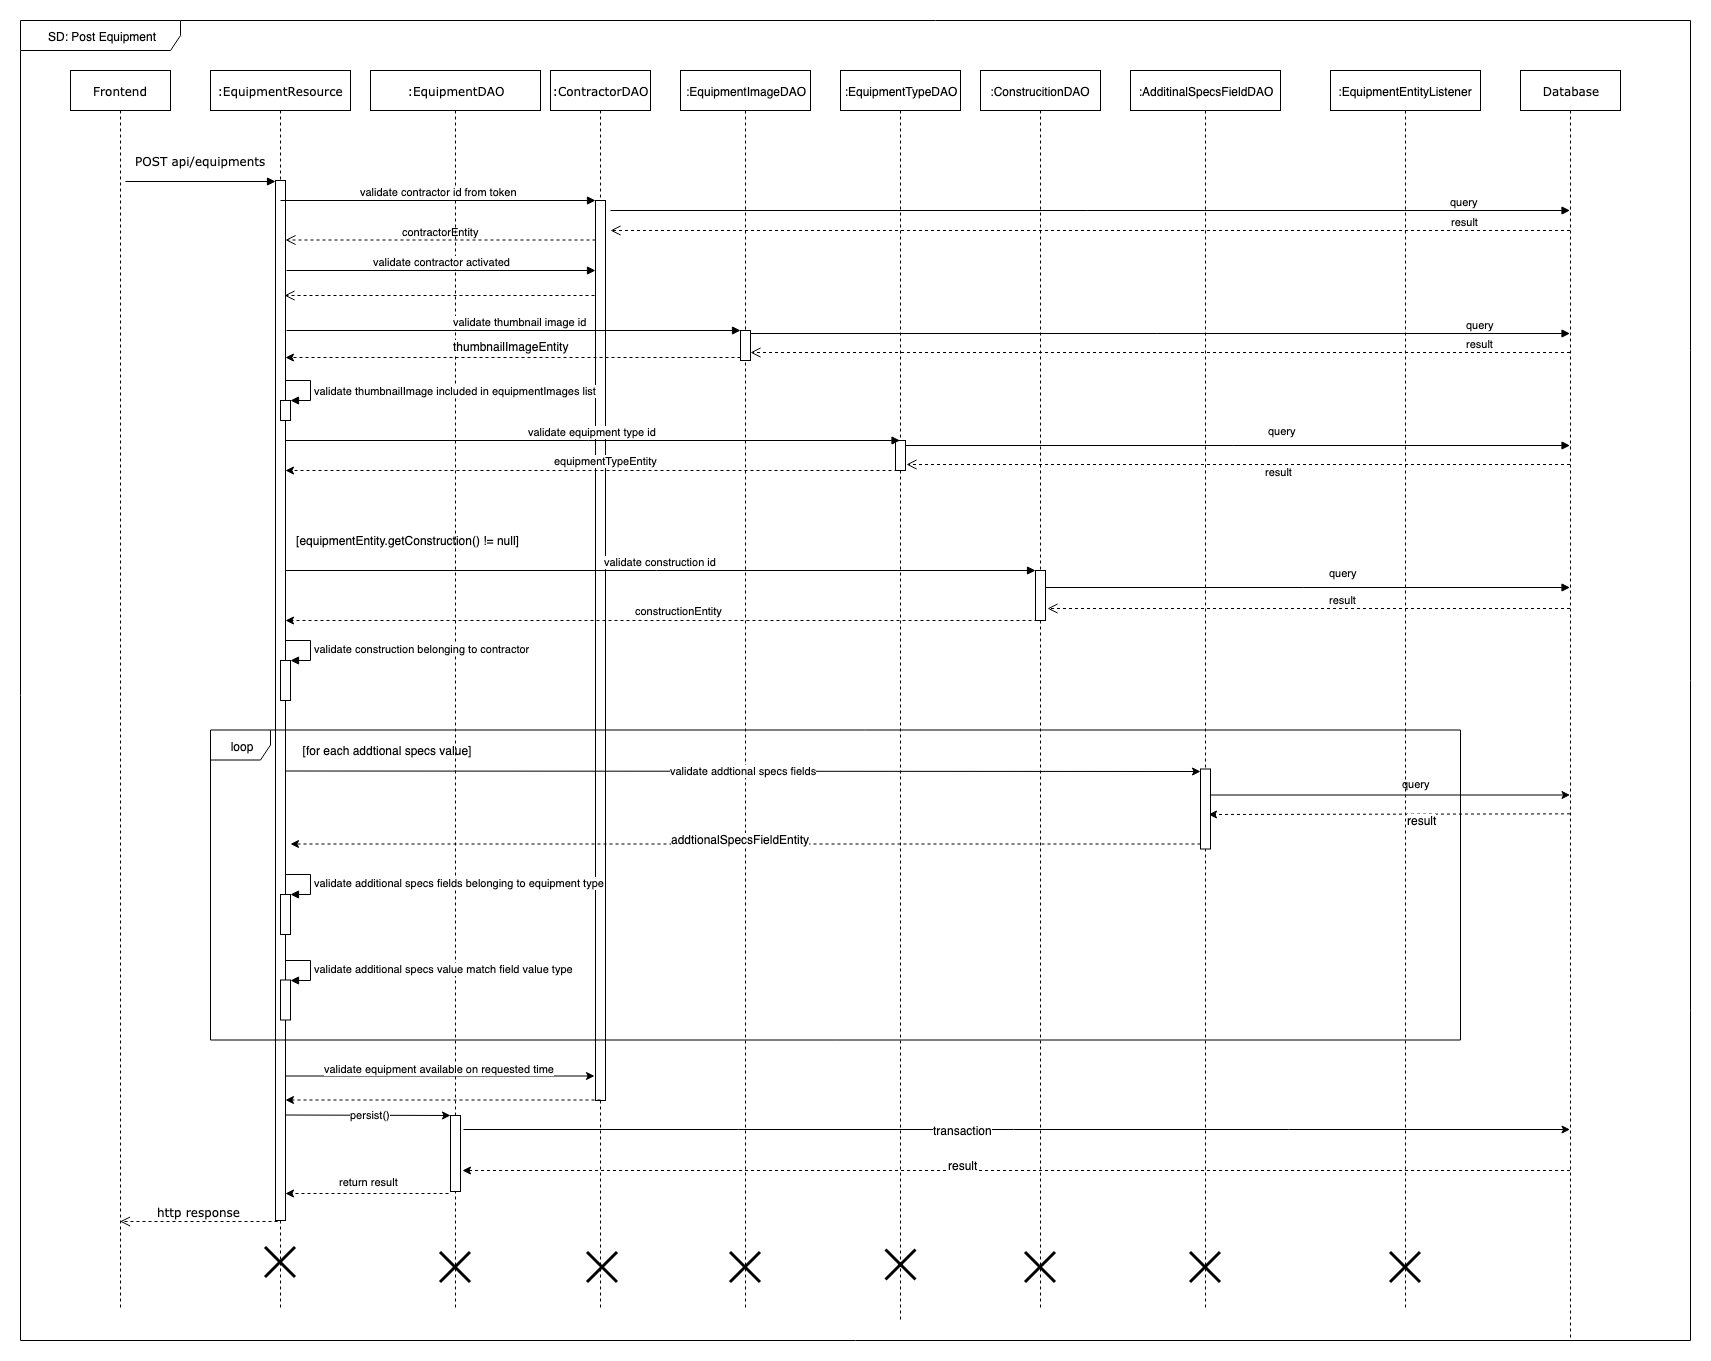 SD: Post Equipment
Frontend
:EquipmentResource
:EquipmentDAO
:ContractorDAO
:EquipmentImageDAO
:EquipmentTypeDAO
:ConstrucitionDAO
:AdditinalSpecsFieldDAO
:EquipmentEntityListener
Database
POST api/equipments
validate contractor id from token
query
result
contractorEntity
validate contractor activated
validate thumbnail image id
query
result
thumbnailImageEntity
validate thumbnailImage included in equipmentImages list
validate equipment type id
query
equipmentTypeEntity
result
[equipmentEntity.getConstruction() != null]
validate construction id
query
result
constructionEntity
validate construction belonging to contractor
loop
[for each addtional specs value]
validate addtional specs fields
query
result
addtionalSpecsFieldEntity
validate additional specs fields belonging to equipment type
validate additional specs value match field value type
validate equipment available on requested time
persist()
transaction
result
return result
http response